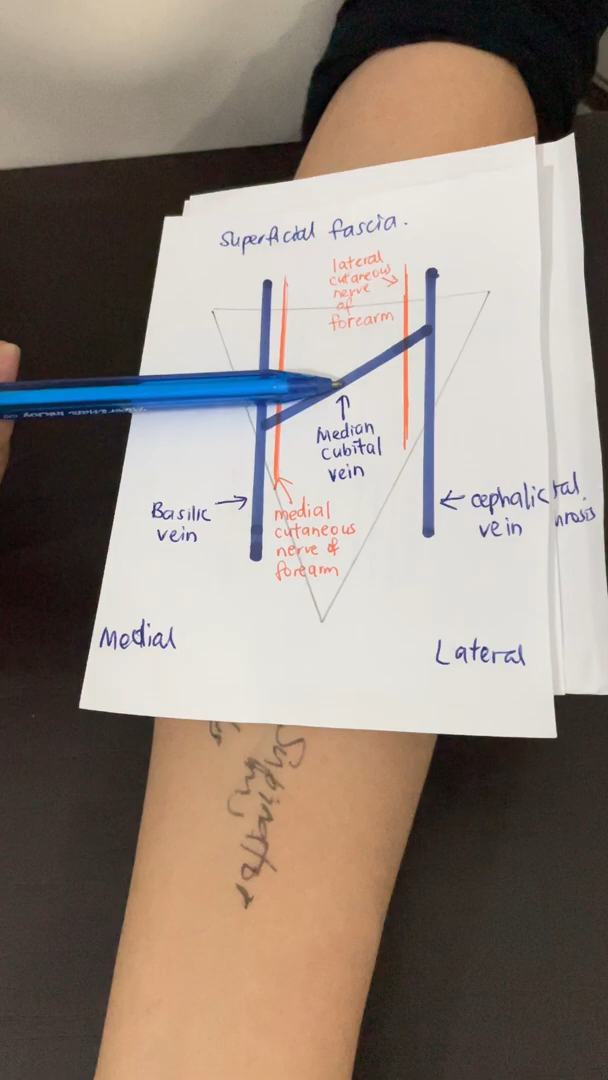 Superficial fascia.
lateral
cutaneous
nerve
of
forearm
Median
cubital
vein
Basilic
vein
medial
cutaneous
nerve of
forearm
cephalic
vein
Medial
Lateral